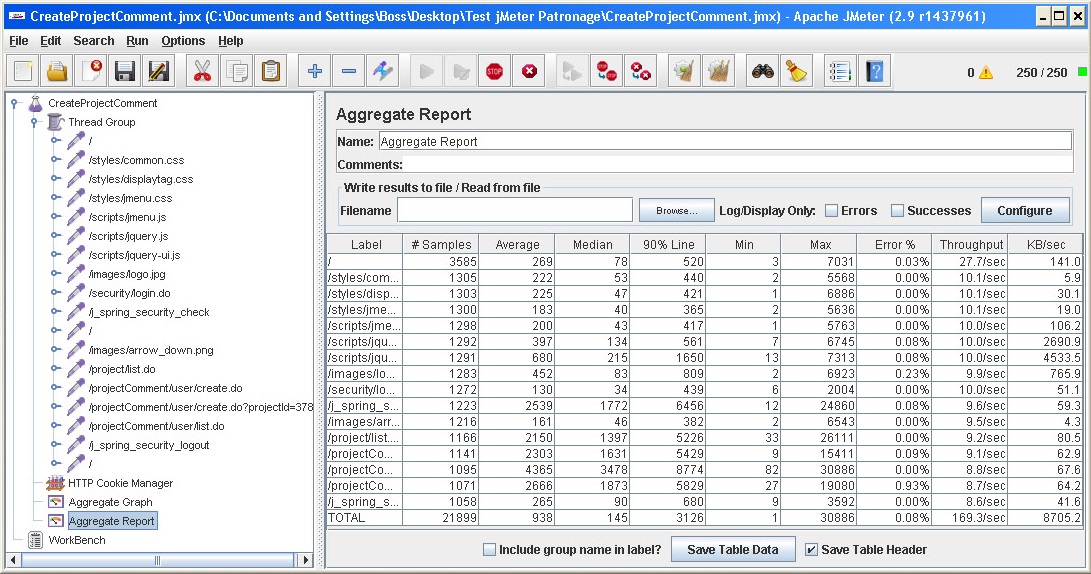 CreateProjectComment.jmx (C:\Documents and Settings\Boss\Desktop\Test jMeter Patronage\CreateProjectComment.jmx) - Apache JMeter (2.9 r1437961)
File Edit Search Run Options Help
STOP
0 250 / 250
CreateProjectComment
Thread Group
/
/styles/common.css
/styles/displaytag.css
/styles/jmenu.css
/scripts/jmenu.js
/scripts/jquery.js
/scripts/jquery-ui.js
/images/logo.jpg
/security/login.do
/j_spring_security_check
/
/images/arrow_down.png
/project/list.do
/projectComment/user/create.do
/projectComment/user/create.do?projectId=378
/projectComment/user/list.do
/j_spring_security_logout
/
HTTP Cookie Manager
Aggregate Graph
Aggregate Report
WorkBench
Aggregate Report
Name: Aggregate Report
Comments:
Write results to file / Read from file
Filename Browse... Log/Display Only: Errors Successes Configure
Label # Samples Average Median 90% Line Min Max Error % Throughput KB/sec
/ 3585 269 78 520 3 7031 0.03% 27.7/sec 141.0
/styles/com... 1305 222 53 440 2 5568 0.00% 10.1/sec 5.9
/styles/disp... 1303 225 47 421 1 6886 0.00% 10.1/sec 30.1
/styles/jme... 1300 183 40 365 2 5636 0.00% 10.1/sec 19.0
/scripts/jme... 1298 200 43 417 1 5763 0.00% 10.0/sec 106.2
/scripts/jqu... 1292 397 134 561 7 6745 0.08% 10.0/sec 2690.9
/scripts/jqu... 1291 680 215 1650 13 7313 0.08% 10.0/sec 4533.5
/images/lo... 1283 452 83 809 2 6923 0.23% 9.9/sec 765.9
/security/lo... 1272 130 34 439 6 2004 0.00% 10.0/sec 51.1
/j_spring_s... 1223 2539 1772 6456 12 24860 0.08% 9.6/sec 59.3
/images/arr... 1216 161 46 382 2 6543 0.00% 9.5/sec 4.3
/project/list.... 1166 2150 1397 5226 33 26111 0.00% 9.2/sec 80.5
/projectCo... 1141 2303 1631 5429 9 15411 0.09% 9.1/sec 62.9
/projectCo... 1095 4365 3478 8774 82 30886 0.00% 8.8/sec 67.6
/projectCo... 1071 2666 1873 5829 27 19080 0.93% 8.7/sec 64.2
/j_spring_s... 1058 265 90 680 9 3592 0.00% 8.6/sec 41.6
TOTAL 21899 938 145 3126 1 30886 0.08% 169.3/sec 8705.2
Include group name in label? Save Table Data Save Table Header